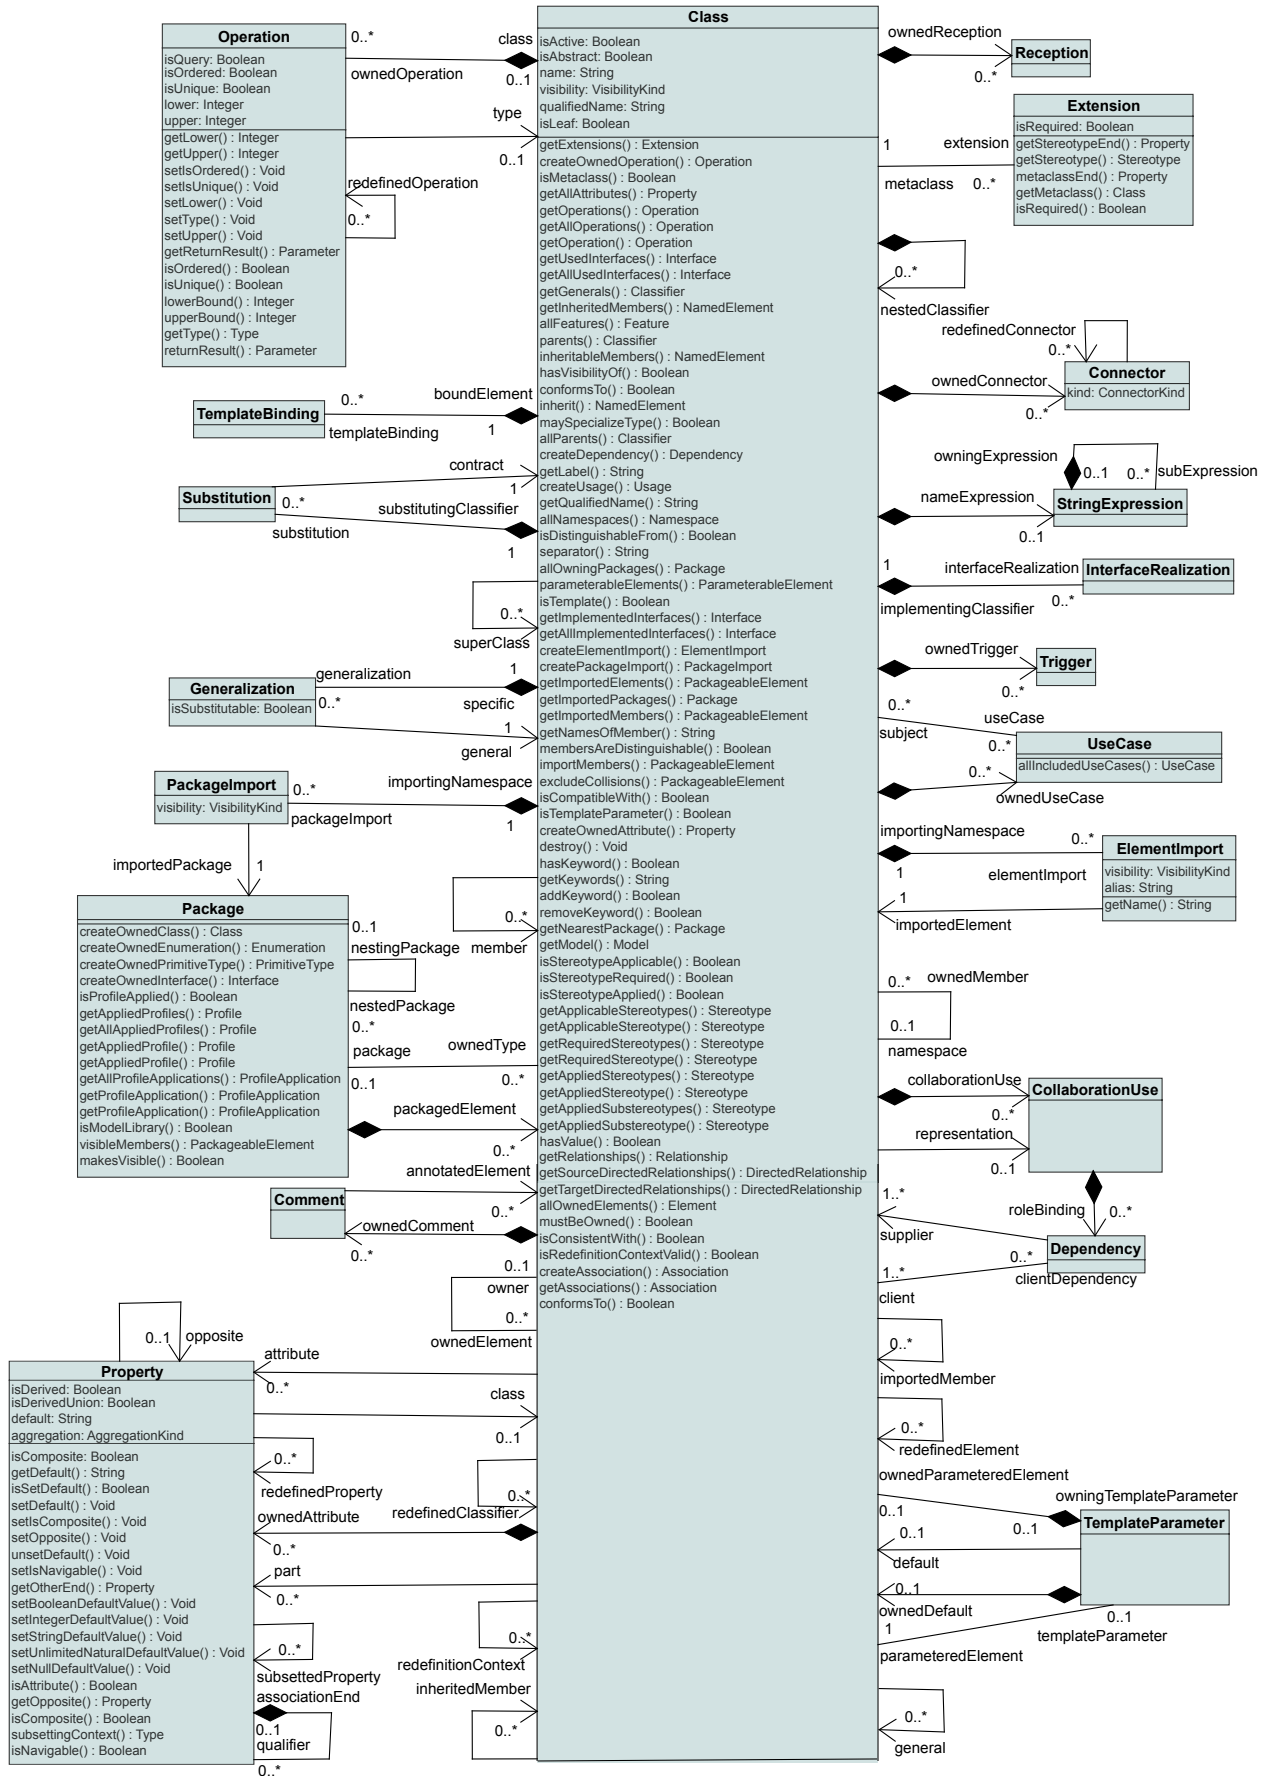 Operation
isQuery: Boolean
isOrdered: Boolean
isUnique: Boolean
lower: Integer
upper: Integer
getLower() : Integer
getUpper() : Integer
setIsOrdered() : Void
setIsUnique() : Void
setLower() : Void
setType() : Void
setUpper() : Void
getReturnResult() : Parameter
isOrdered() : Boolean
isUnique() : Boolean
lowerBound() : Integer
upperBound() : Integer
getType() : Type
returnResult() : Parameter
0..*
class
ownedOperation
0..1
type
0..1
redefinedOperation
0..*
TemplateBinding
0..*
boundElement
templateBinding
1
Substitution
contract
1
0..*
substitutingClassifier
substitution
1
0..*
superClass
Generalization
isSubstitutable: Boolean
generalization
1
0..*
specific
1
general
PackageImport
visibility: VisibilityKind
0..*
importingNamespace
packageImport
1
importedPackage
1
Package
createOwnedClass() : Class
createOwnedEnumeration() : Enumeration
createOwnedPrimitiveType() : PrimitiveType
createOwnedInterface() : Interface
isProfileApplied() : Boolean
getAppliedProfiles() : Profile
getAllAppliedProfiles() : Profile
getAppliedProfile() : Profile
getAppliedProfile() : Profile
getAllProfileApplications() : ProfileApplication
getProfileApplication() : ProfileApplication
getProfileApplication() : ProfileApplication
isModelLibrary() : Boolean
visibleMembers() : PackageableElement
makesVisible() : Boolean
0..1
nestingPackage
nestedPackage
0..*
0..*
member
package
ownedType
0..1
0..*
packagedElement
0..*
Comment
annotatedElement
0..*
ownedComment
0..*
0..1
owner
0..*
ownedElement
0..1
opposite
Property
isDerived: Boolean
isDerivedUnion: Boolean
default: String
aggregation: AggregationKind
isComposite: Boolean
getDefault() : String
isSetDefault() : Boolean
setDefault() : Void
setIsComposite() : Void
setOpposite() : Void
unsetDefault() : Void
setIsNavigable() : Void
getOtherEnd() : Property
setBooleanDefaultValue() : Void
setIntegerDefaultValue() : Void
setStringDefaultValue() : Void
setUnlimitedNaturalDefaultValue() : Void
setNullDefaultValue() : Void
isAttribute() : Boolean
getOpposite() : Property
isComposite() : Boolean
subsettingContext() : Type
isNavigable() : Boolean
attribute
0..*
class
0..1
0..*
redefinedProperty
0..*
redefinedClassifier
ownedAttribute
0..*
part
0..*
0..*
redefinitionContext
0..*
subsettedProperty
associationEnd
0..1
qualifier
0..*
inheritedMember
0..*
Class
isActive: Boolean
isAbstract: Boolean
name: String
visibility: VisibilityKind
qualifiedName: String
isLeaf: Boolean
getExtensions() : Extension
createOwnedOperation() : Operation
isMetaclass() : Boolean
getAllAttributes() : Property
getOperations() : Operation
getAllOperations() : Operation
getOperation() : Operation
getUsedInterfaces() : Interface
getAllUsedInterfaces() : Interface
getGenerals() : Classifier
getInheritedMembers() : NamedElement
allFeatures() : Feature
parents() : Classifier
inheritableMembers() : NamedElement
hasVisibilityOf() : Boolean
conformsTo() : Boolean
inherit() : NamedElement
maySpecializeType() : Boolean
allParents() : Classifier
createDependency() : Dependency
getLabel() : String
createUsage() : Usage
getQualifiedName() : String
allNamespaces() : Namespace
isDistinguishableFrom() : Boolean
separator() : String
allOwningPackages() : Package
parameterableElements() : ParameterableElement
isTemplate() : Boolean
getImplementedInterfaces() : Interface
getAllImplementedInterfaces() : Interface
createElementImport() : ElementImport
createPackageImport() : PackageImport
getImportedElements() : PackageableElement
getImportedPackages() : Package
getImportedMembers() : PackageableElement
getNamesOfMember() : String
membersAreDistinguishable() : Boolean
importMembers() : PackageableElement
excludeCollisions() : PackageableElement
isCompatibleWith() : Boolean
isTemplateParameter() : Boolean
createOwnedAttribute() : Property
destroy() : Void
hasKeyword() : Boolean
getKeywords() : String
addKeyword() : Boolean
removeKeyword() : Boolean
getNearestPackage() : Package
getModel() : Model
isStereotypeApplicable() : Boolean
isStereotypeRequired() : Boolean
isStereotypeApplied() : Boolean
getApplicableStereotypes() : Stereotype
getApplicableStereotype() : Stereotype
getRequiredStereotypes() : Stereotype
getRequiredStereotype() : Stereotype
getAppliedStereotypes() : Stereotype
getAppliedStereotype() : Stereotype
getAppliedSubstereotypes() : Stereotype
getAppliedSubstereotype() : Stereotype
hasValue() : Boolean
getRelationships() : Relationship
getSourceDirectedRelationships() : DirectedRelationship
getTargetDirectedRelationships() : DirectedRelationship
allOwnedElements() : Element
mustBeOwned() : Boolean
isConsistentWith() : Boolean
isRedefinitionContextValid() : Boolean
createAssociation() : Association
getAssociations() : Association
conformsTo() : Boolean
ownedReception
0..*
Reception
Extension
isRequired: Boolean
getStereotypeEnd() : Property
getStereotype() : Stereotype
metaclassEnd() : Property
getMetaclass() : Class
isRequired() : Boolean
1
extension
metaclass
0..*
0..*
nestedClassifier
redefinedConnector
0..*
Connector
kind: ConnectorKind
ownedConnector
0..*
owningExpression
0..1
0..*
subExpression
StringExpression
nameExpression
0..1
1
interfaceRealization
InterfaceRealization
implementingClassifier
0..*
ownedTrigger
Trigger
0..*
0..*
useCase
subject
0..*
UseCase
allIncludedUseCases() : UseCase
0..*
ownedUseCase
importingNamespace
0..*
ElementImport
visibility: VisibilityKind
alias: String
getName() : String
1
elementImport
1
importedElement
0..*
ownedMember
0..1
namespace
collaborationUse
0..*
CollaborationUse
representation
0..1
roleBinding
0..*
1..*
supplier
Dependency
0..*
clientDependency
1..*
client
0..*
importedMember
0..*
redefinedElement
ownedParameteredElement
owningTemplateParameter
0..1
0..1
TemplateParameter
0..1
default
0..1
ownedDefault
0..1
templateParameter
1
parameteredElement
0..*
general